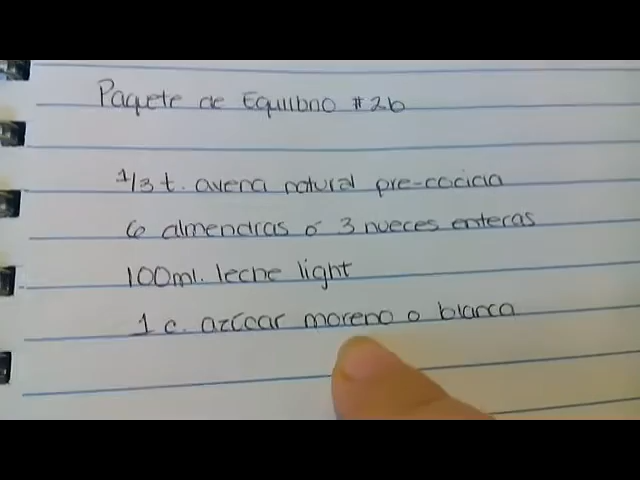 Paquete de Equilibrio #2b
1/3 t. avena natural pre-cocida
6 almendras ó 3 nueces enteras
100ml. leche light
1 c. azúcar moreno o blanca